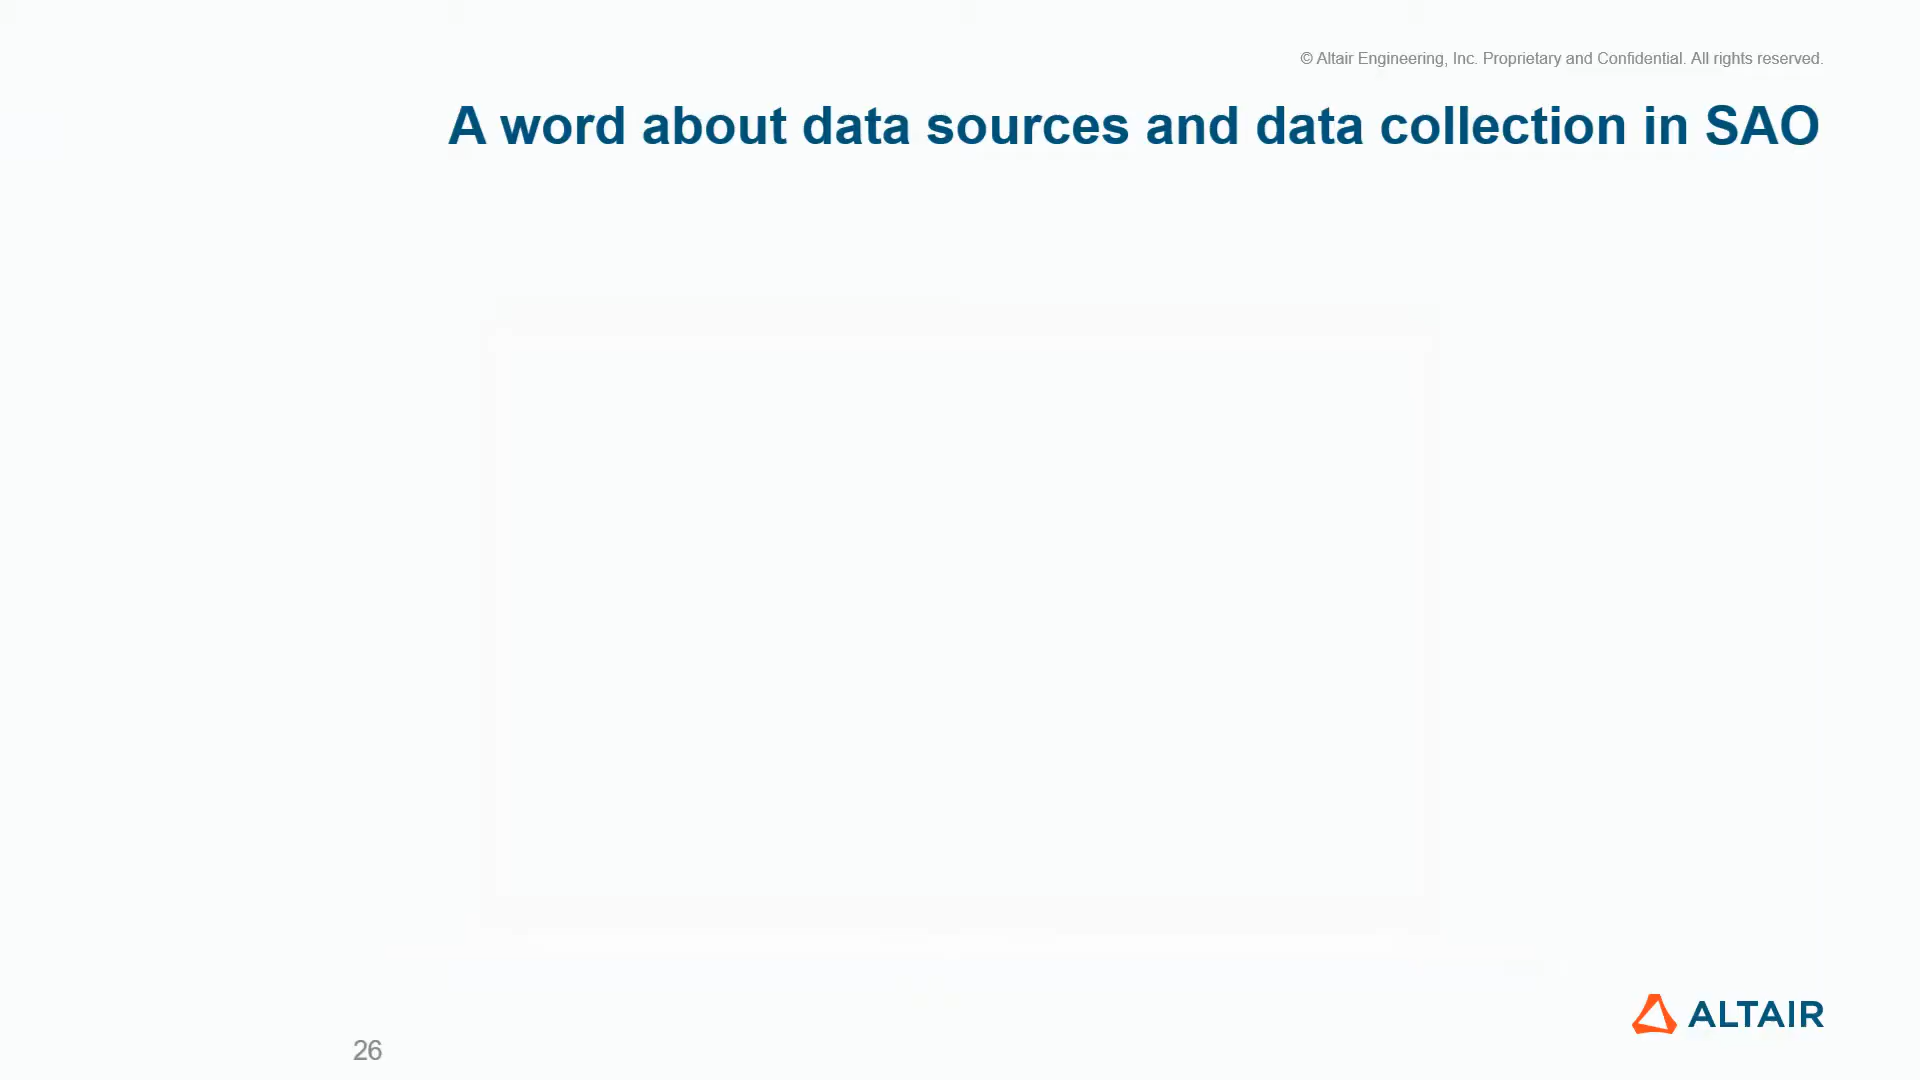 © Altair Engineering, Inc. Proprietary and Confidential. All rights reserved.
A word about data sources and data collection in SAO
ALTAIR
26